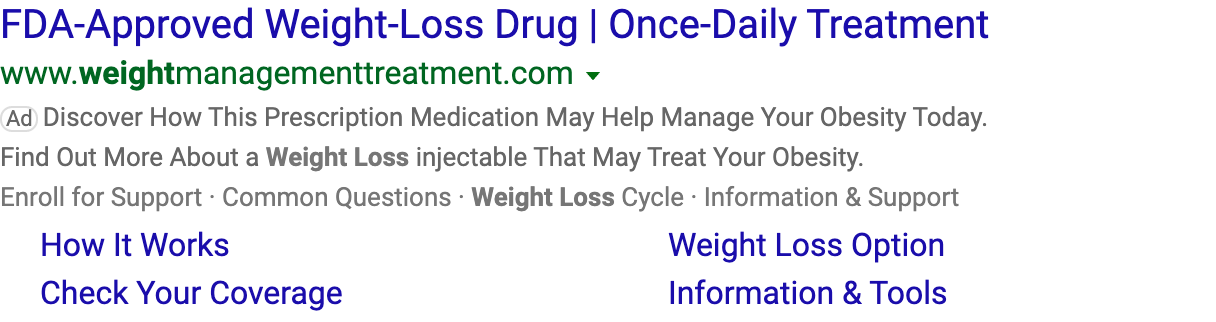 FDA-Approved Weight-Loss Drug | Once-Daily Treatment
www.weightmanagementtreatment.com
Ad Discover How This Prescription Medication May Help Manage Your Obesity Today.
Find Out More About a Weight Loss injectable That May Treat Your Obesity.
Enroll for Support · Common Questions · Weight Loss Cycle · Information & Support
How It Works Weight Loss Option
Check Your Coverage Information & Tools